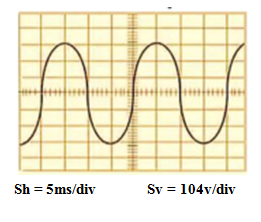 Sh = 5ms/div Sv = 104v/div